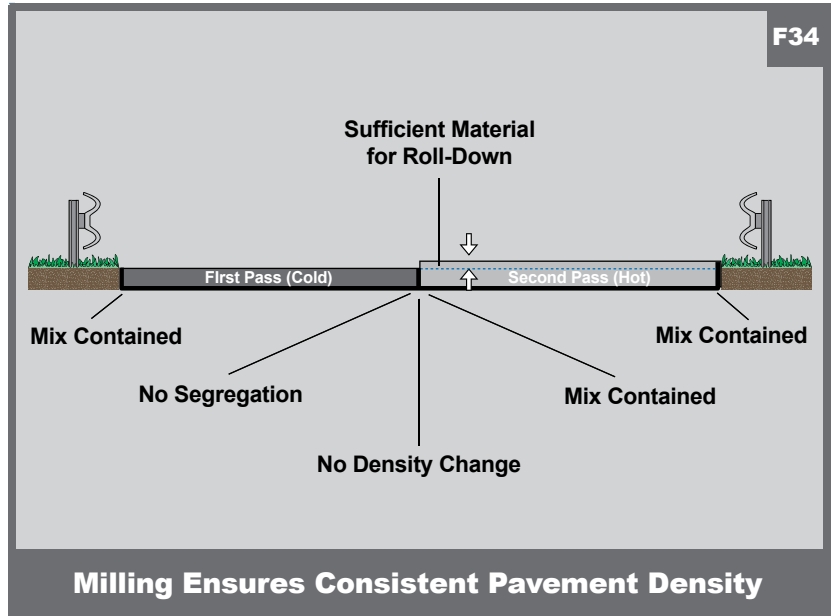 F34
Sufficient Material
for Roll-Down
FIrst Pass (Cold)
Second Pass (Hot)
Mix Contained
Mix Contained
No Segregation
Mix Contained
No Density Change
Milling Ensures Consistent Pavement Density